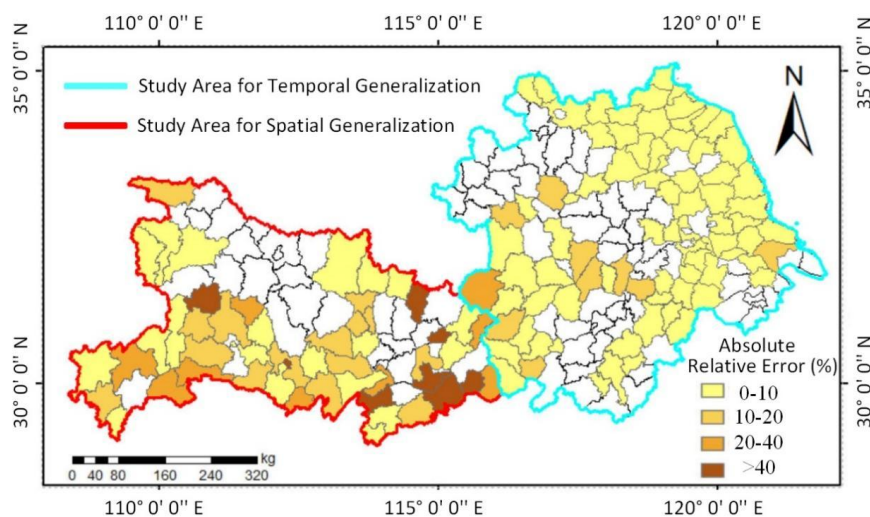 110° 0' 0'' E 115° 0' 0'' E 120° 0' 0'' E
35° 0' 0'' N
35° 0' 0'' N
Study Area for Temporal Generalization
Study Area for Spatial Generalization
N
Absolute
Relative Error (%)
0-10
10-20
20-40
>40
30° 0' 0'' N
30° 0' 0'' N
kg
0 40 80 160 240 320
110° 0' 0'' E 115° 0' 0'' E 120° 0' 0'' E